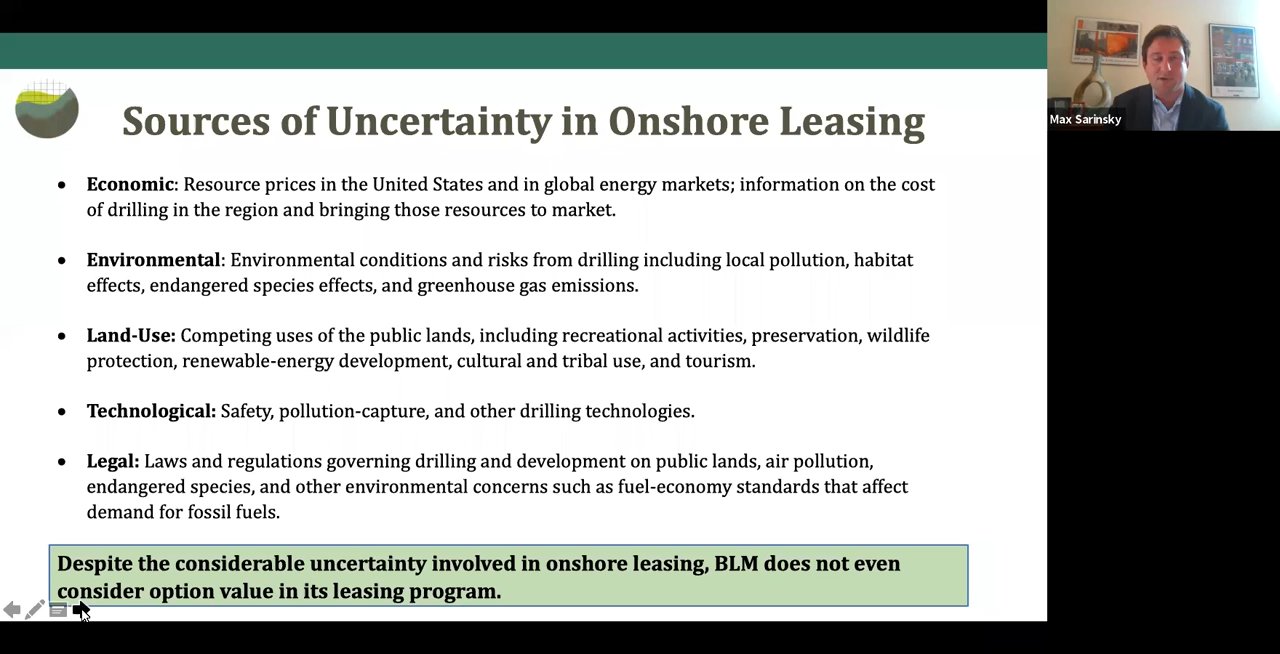 Sources of Uncertainty in Onshore Leasing
Max Sarinsky
• Economic: Resource prices in the United States and in global energy markets; information on the cost
of drilling in the region and bringing those resources to market.
• Environmental: Environmental conditions and risks from drilling including local pollution, habitat
effects, endangered species effects, and greenhouse gas emissions.
• Land-Use: Competing uses of the public lands, including recreational activities, preservation, wildlife
protection, renewable-energy development, cultural and tribal use, and tourism.
• Technological: Safety, pollution-capture, and other drilling technologies.
• Legal: Laws and regulations governing drilling and development on public lands, air pollution,
endangered species, and other environmental concerns such as fuel-economy standards that affect
demand for fossil fuels.
Despite the considerable uncertainty involved in onshore leasing, BLM does not even
consider option value in its leasing program.